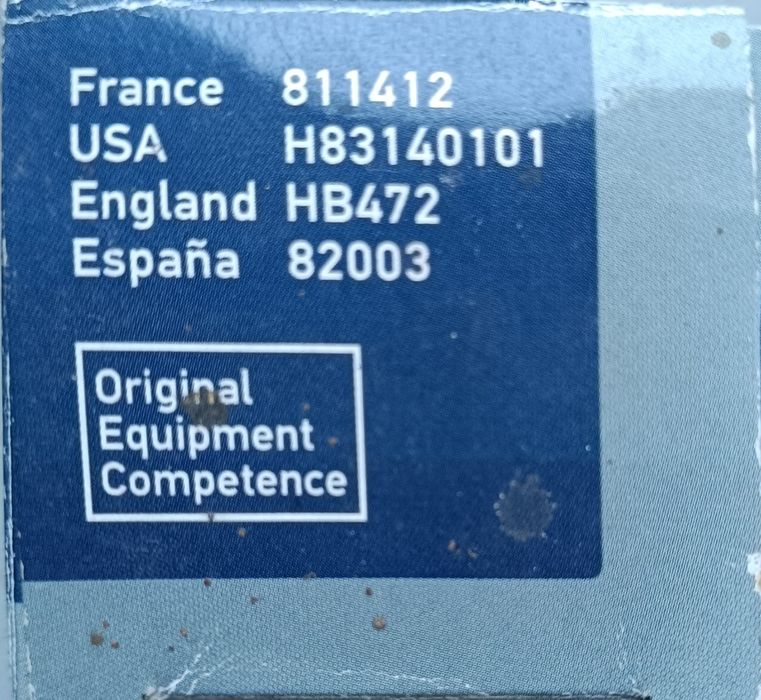 France 811412
USA H83140101
England HB472
España 82003
Original
Equipment
Competence